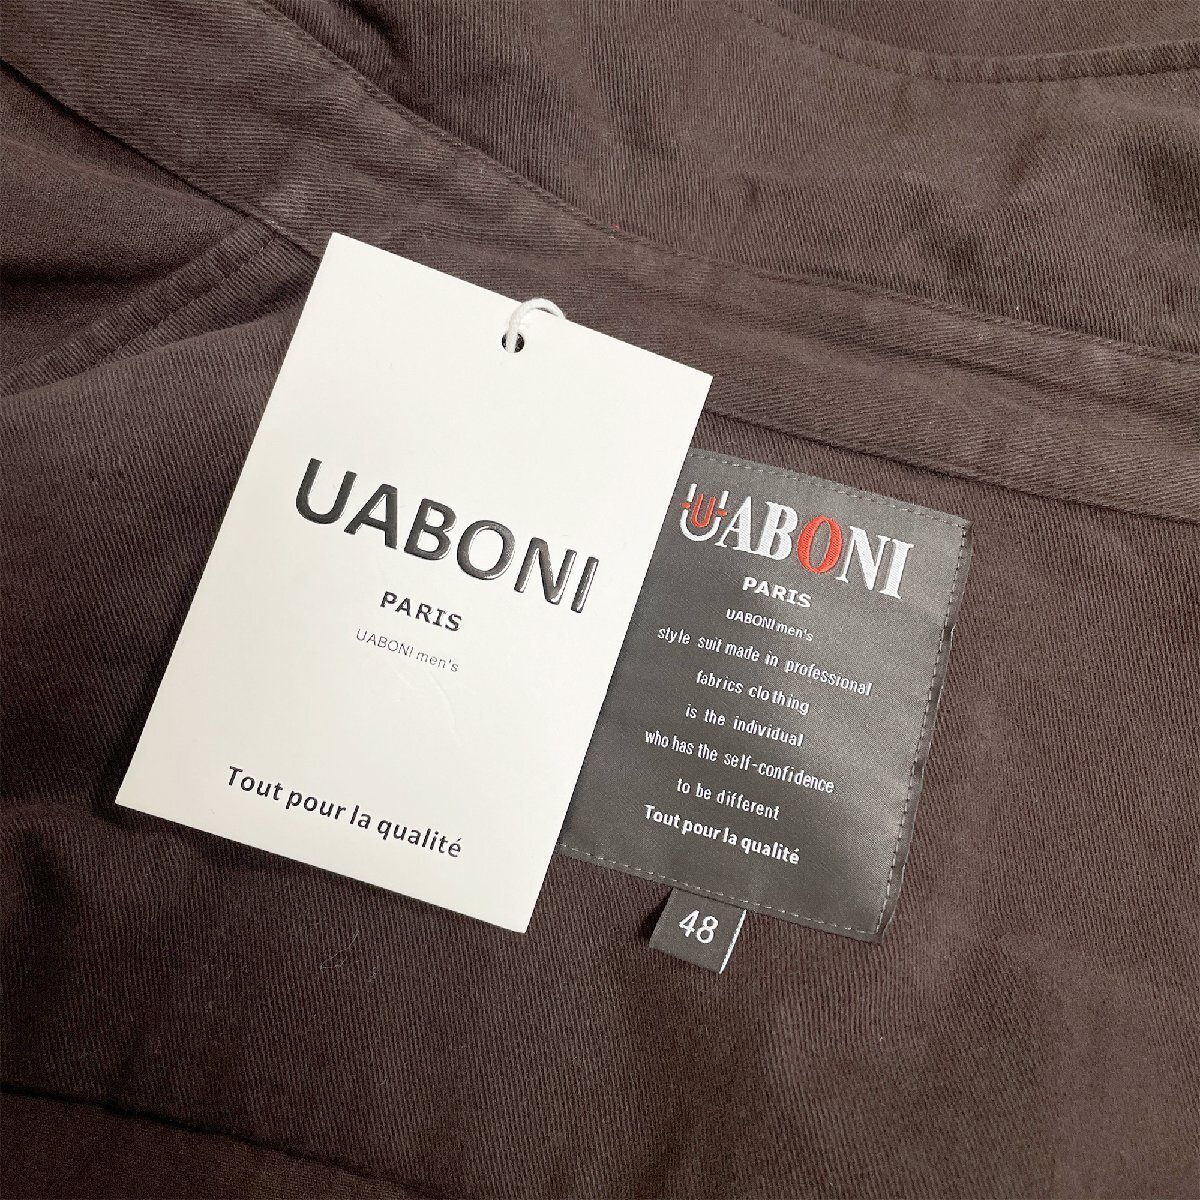 UABONI
PARIS
UABONI men's
Tout pour la qualité
UABONI
PARIS
UABONI men's
style suit made in professional
fabrics clothing
is the individual
who has the self-confidence
to be different
Tout pour la qualité
48